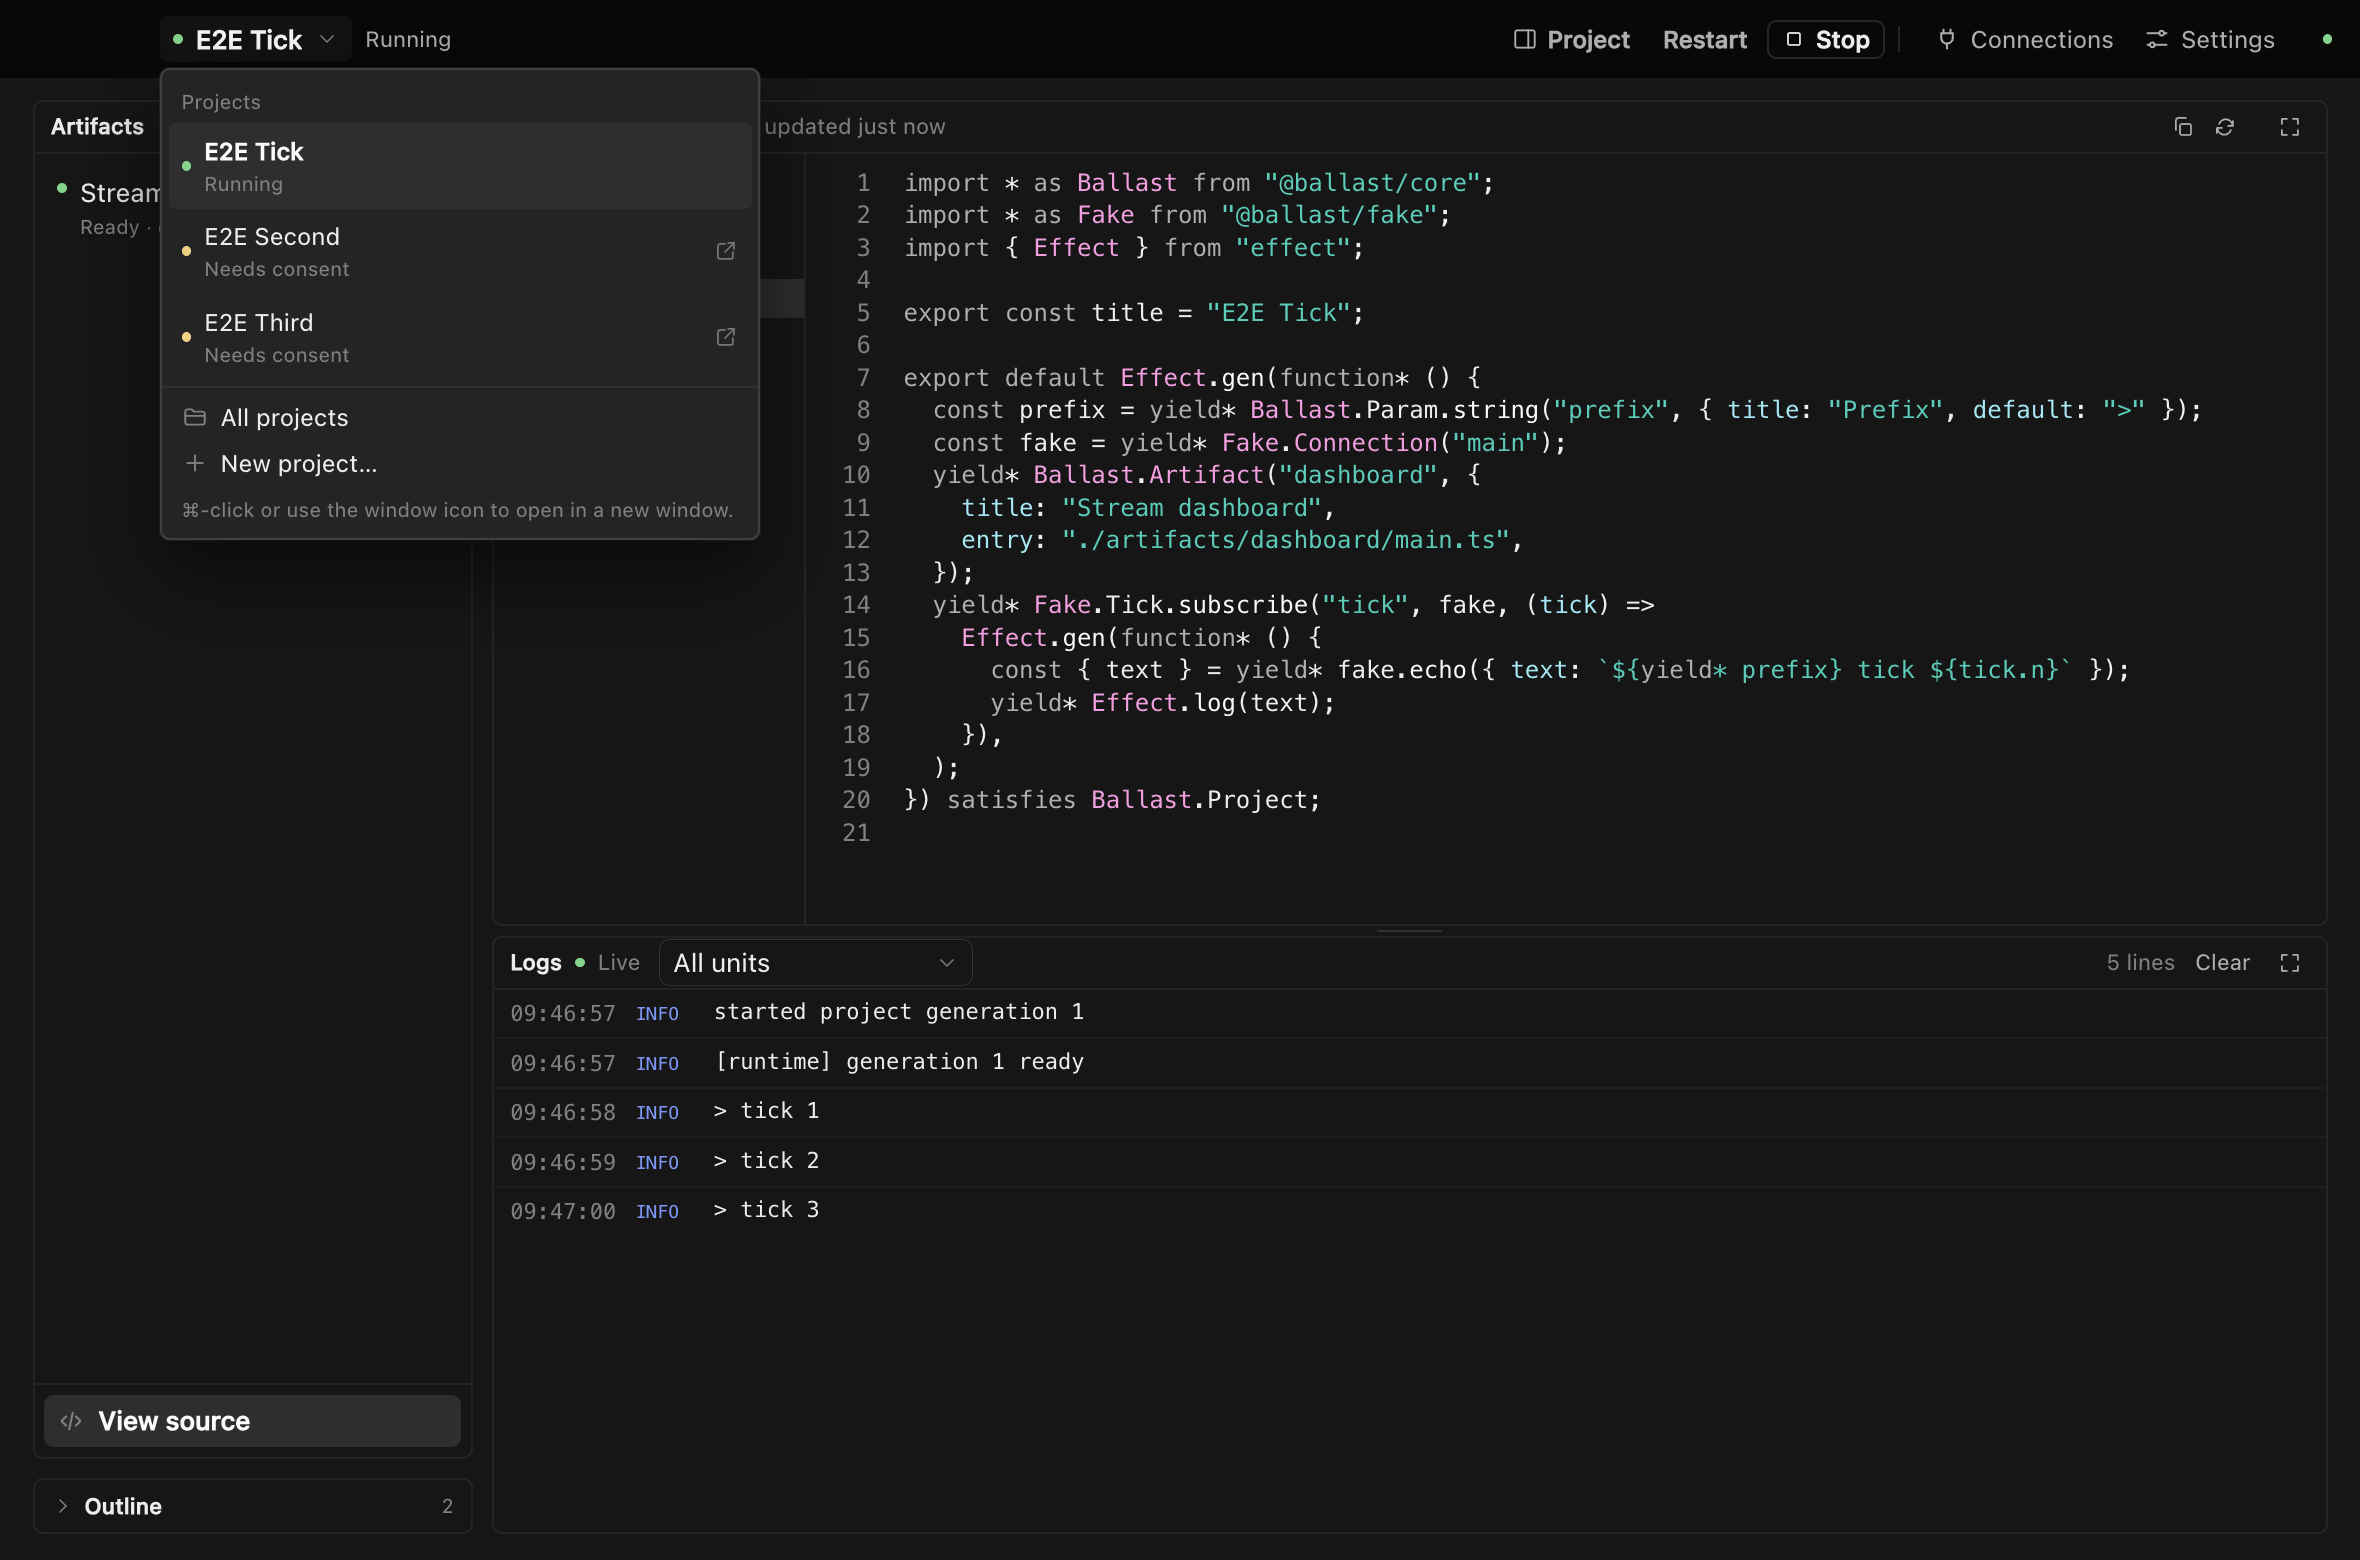 E2E Tick
Running
Project
Restart
Stop
Connections
Settings
Projects
E2E Tick
Running
E2E Second
Needs consent
E2E Third
Needs consent
All projects
New project...
⌘-click or use the window icon to open in a new window.
Artifacts
Stream
Ready ·
updated just now
1 import * as Ballast from "@ballast/core";
2 import * as Fake from "@ballast/fake";
3 import { Effect } from "effect";
4
5 export const title = "E2E Tick";
6
7 export default Effect.gen(function* () {
8   const prefix = yield* Ballast.Param.string("prefix", { title: "Prefix", default: ">" });
9   const fake = yield* Fake.Connection("main");
10   yield* Ballast.Artifact("dashboard", {
11     title: "Stream dashboard",
12     entry: "./artifacts/dashboard/main.ts",
13   });
14   yield* Fake.Tick.subscribe("tick", fake, (tick) =>
15     Effect.gen(function* () {
16       const { text } = yield* fake.echo({ text: `${yield* prefix} tick ${tick.n}` });
17       yield* Effect.log(text);
18     }),
19   );
20 }) satisfies Ballast.Project;
21
View source
Outline 2
Logs Live All units 5 lines Clear
09:46:57 INFO started project generation 1
09:46:57 INFO [runtime] generation 1 ready
09:46:58 INFO > tick 1
09:46:59 INFO > tick 2
09:47:00 INFO > tick 3